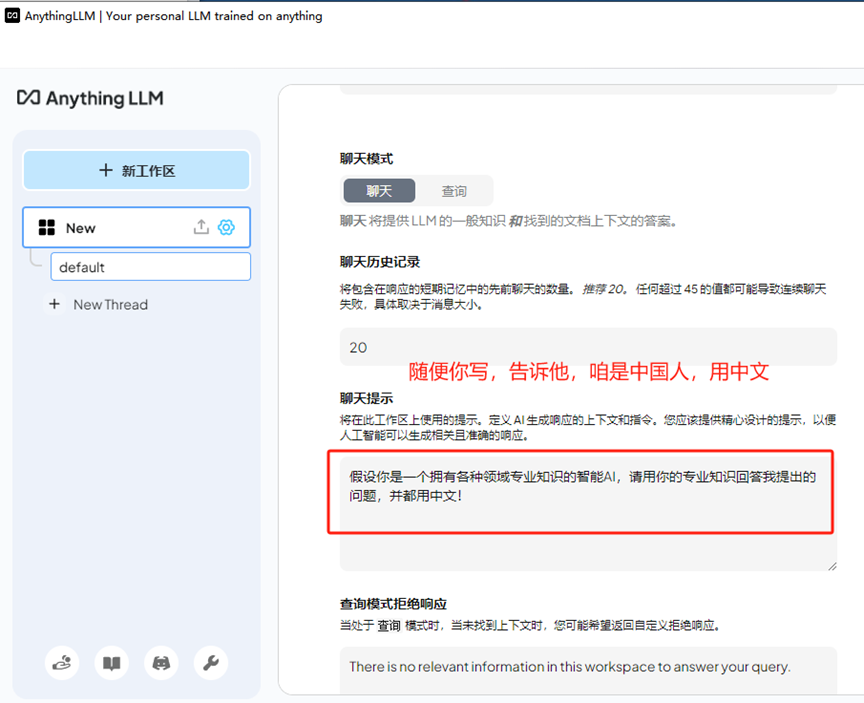 AnythingLLM | Your personal LLM trained on anything
Anything LLM
新工作区
New
default
New Thread
聊天模式
聊天 查询
聊天 将提供 LLM 的一般知识 和 找到的文档上下文的答案。
聊天历史记录
将包含在响应的短期记忆中的先前聊天的数量。 推荐 20。 任何超过 45 的值都可能导致连续聊天
失败，具体取决于消息大小。
20
随便你写，告诉他，咱是中国人，用中文
聊天提示
将在此工作区上使用的提示。定义 AI 生成响应的上下文和指令。您应该提供精心设计的提示，以便
人工智能可以生成相关且准确的响应。
假设你是一个拥有各种领域专业知识的智能AI，请用你的专业知识回答我提出的
问题，并都用中文！
查询模式拒绝响应
当处于 查询 模式时，当未找到上下文时，您可能希望返回自定义拒绝响应。
There is no relevant information in this workspace to answer your query.